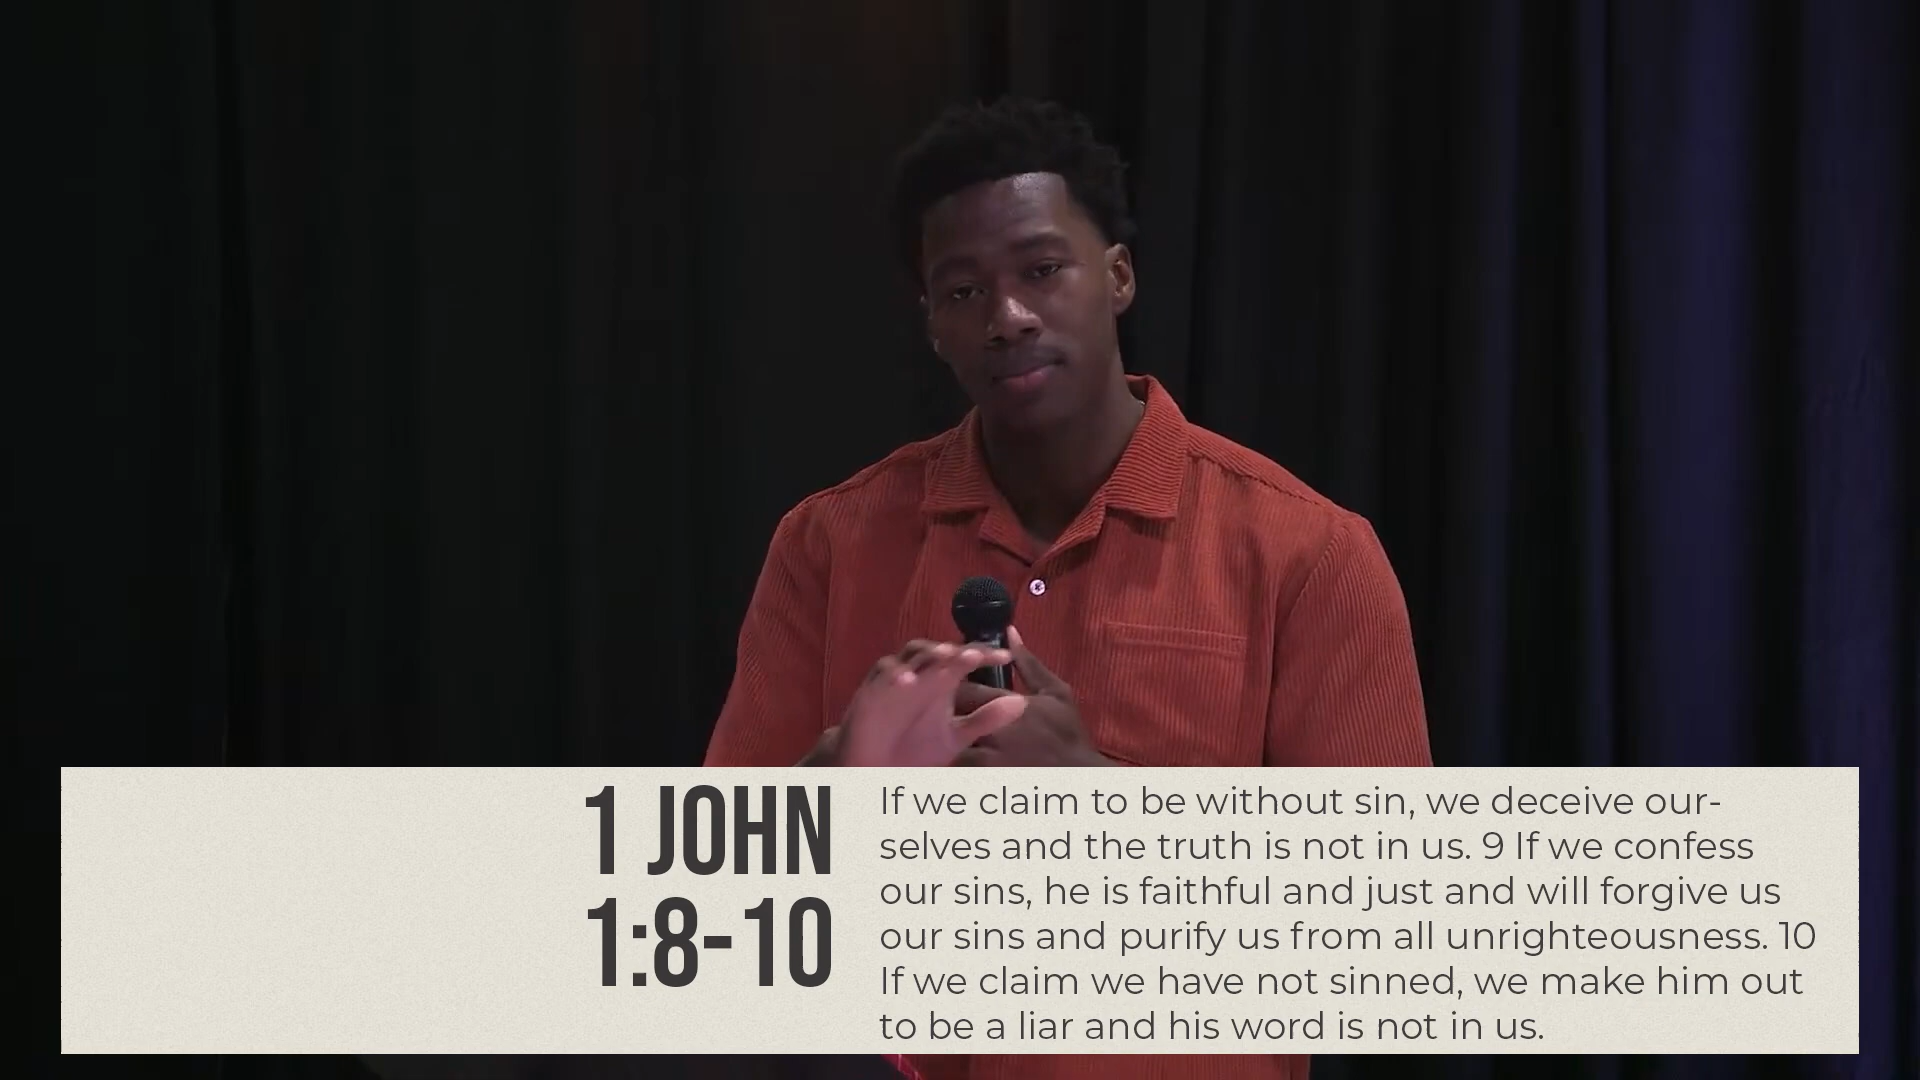 1 JOHN
1:8-10
If we claim to be without sin, we deceive our-
selves and the truth is not in us. 9 If we confess
our sins, he is faithful and just and will forgive us
our sins and purify us from all unrighteousness. 10
If we claim we have not sinned, we make him out
to be a liar and his word is not in us.